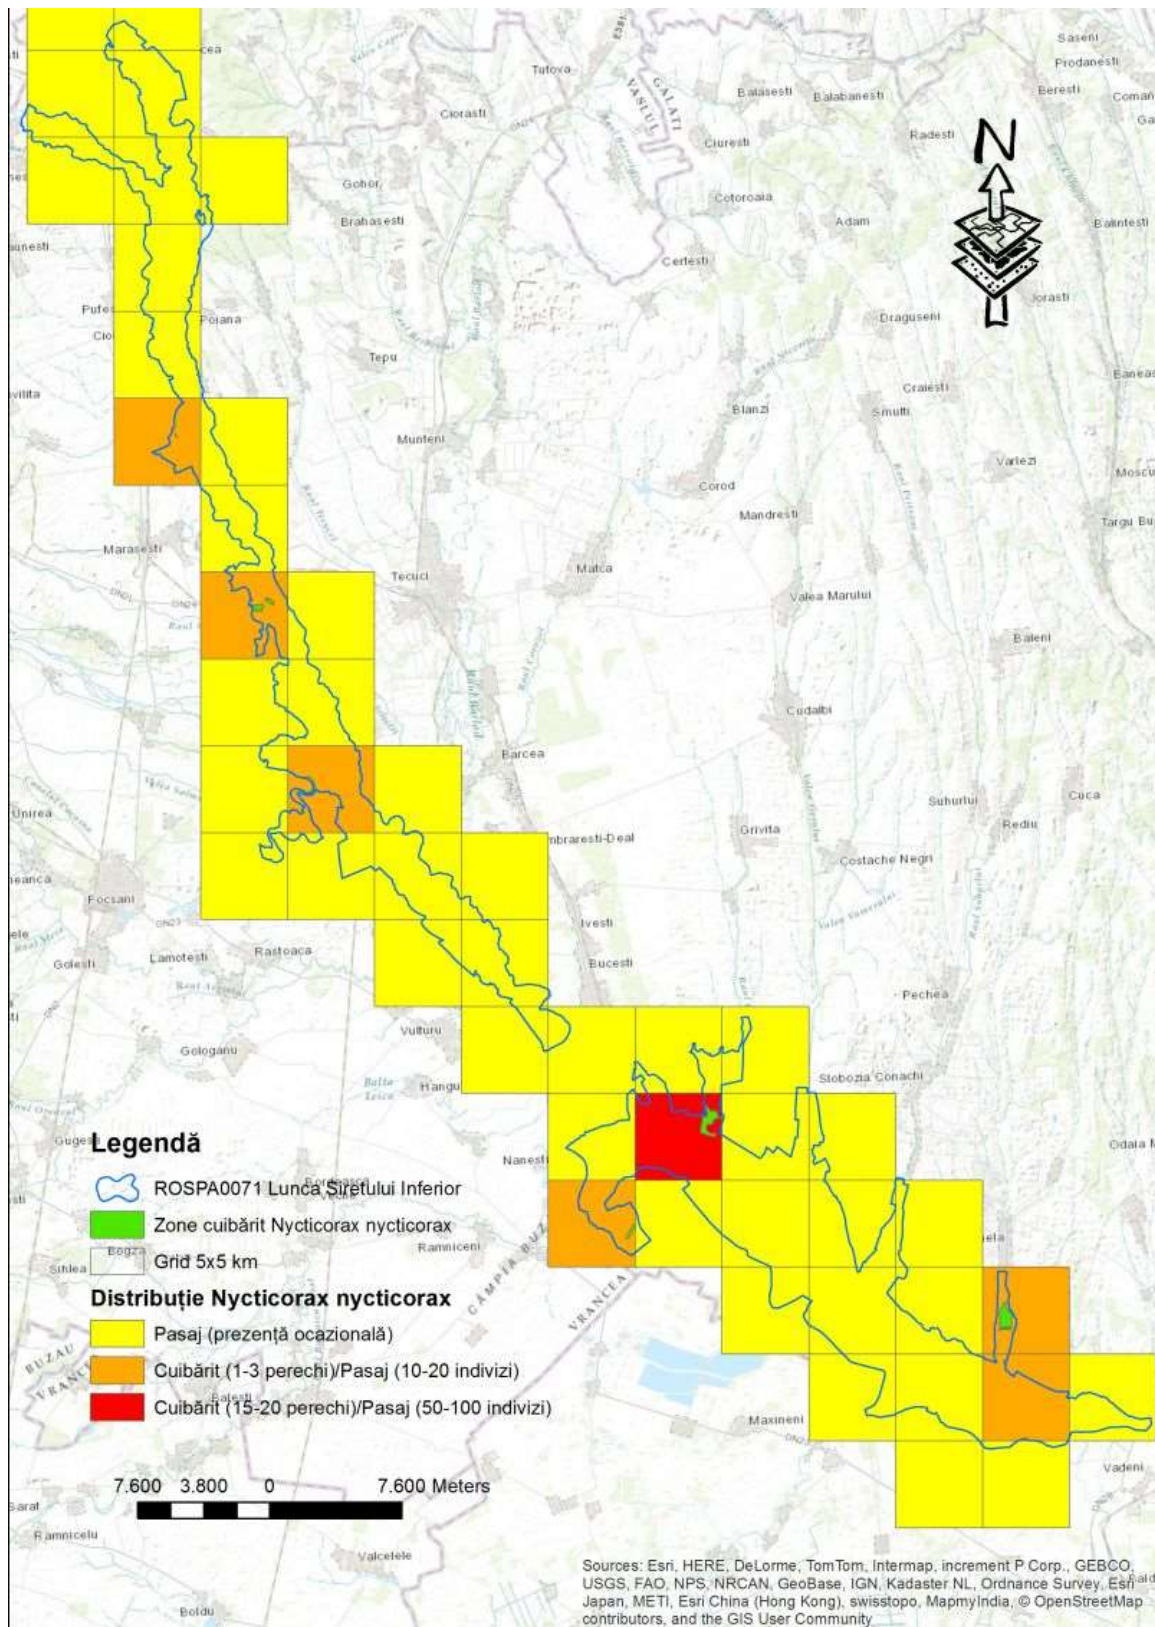 cea
Saseni
Prodanesti
Tutova
Balasesti
Balabanesti
Beresti
Ciorasti
GALATI
VASLUI
Ciuresti
Radesti
N
Gohor
Cotoroaia
Brahasesti
Adam
Balintesti
Certesti
Jorasti
Poiana
Draguseni
Tepu
Craiesti
Blanzi
Smulti
Munteni
Varlezi
Corod
Mandresti
Marasesti
Tecuci
Matca
Valea Marului
Baleni
Cudalbi
Barcea
Unirea
Suhurlui
Cuca
Grivita
Rediu
mbraresti-Deal
Costache Negri
Focsani
DN23
Ivesti
Lamotesti
Rastoaca
Golesti
Bucesti
Pechea
Vulturu
Gologanu
Hangu
Slobozia Conachi
Legendă
Nanesti
ROSPA0071 Lunca Siretului Inferior
Zone cuibărit Nycticorax nycticorax
Ramniceni
Bogza
Grid 5x5 km
Sihlea
Distribuție Nycticorax nycticorax
VRANCEA
Pasaj (prezență ocazională)
BUZAU
Cuibărit (1-3 perechi)/Pasaj (10-20 indivizi)
Cuibărit (15-20 perechi)/Pasaj (50-100 indivizi)
Maxineni
Vadeni
7.600 3.800 0 7.600 Meters
Ramnicelu
Valcelele
Boldu
Sources: Esri, HERE, DeLorme, TomTom, Intermap, increment P Corp., GEBCO,
USGS, FAO, NPS, NRCAN, GeoBase, IGN, Kadaster NL, Ordnance Survey, Esri
Japan, METI, Esri China (Hong Kong), swisstopo, MapmyIndia, © OpenStreetMap
contributors, and the GIS User Community